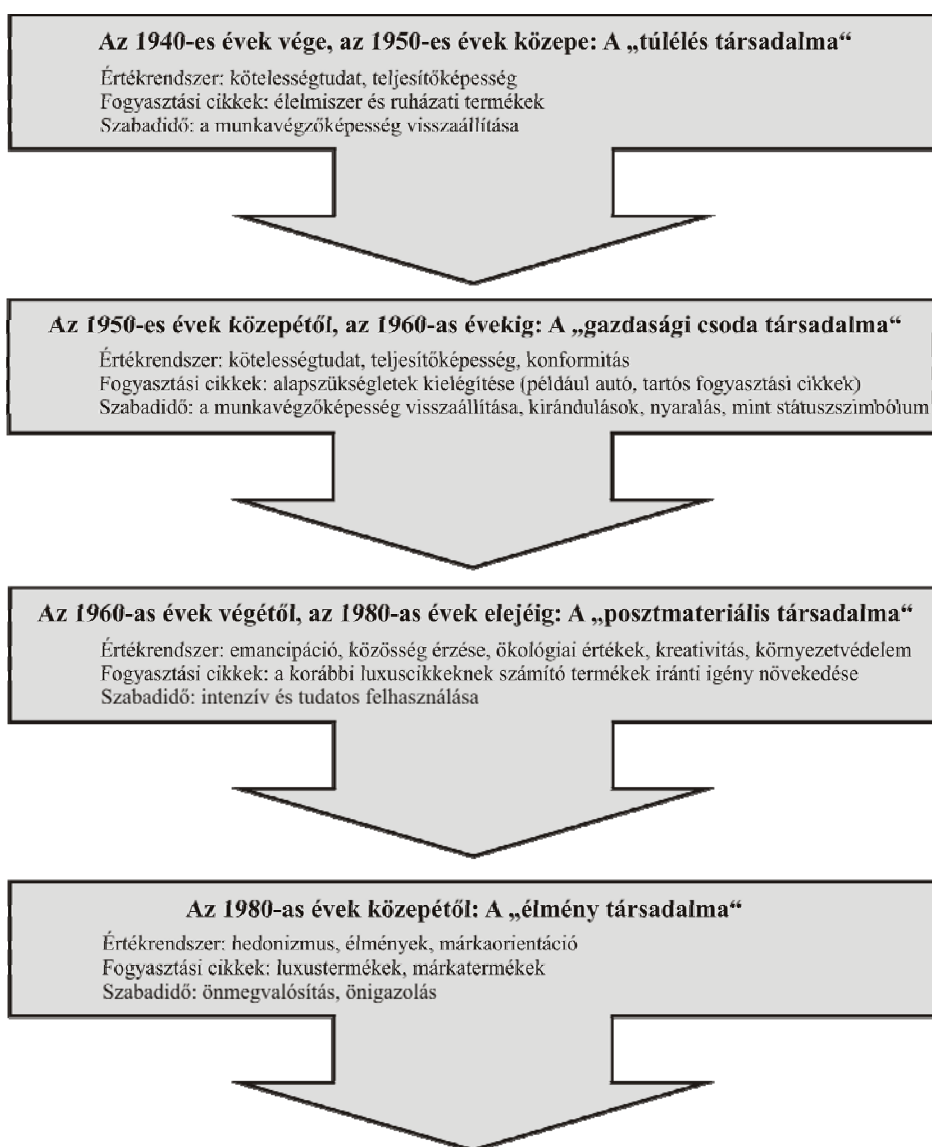 Az 1940-es évek vége, az 1950-es évek közepe: A „túlélés társadalma“
Értékrendszer: kötelességtudat, teljesítőképesség
Fogyasztási cikkek: élelmiszer és ruházati termékek
Szabadidő: a munkavégzőképesség visszaállítása
Az 1950-es évek közepétől, az 1960-as évekig: A „gazdasági csoda társadalma“
Értékrendszer: kötelességtudat, teljesítőképesség, konformitás
Fogyasztási cikkek: alapszükségletek kielégítése (például autó, tartós fogyasztási cikkek)
Szabadidő: a munkavégzőképesség visszaállítása, kirándulások, nyaralás, mint státuszszimbólum
Az 1960-as évek végétől, az 1980-as évek elejéig: A „posztmateriális társadalma“
Értékrendszer: emancipáció, közösség érzése, ökológiai értékek, kreativitás, környezetvédelem
Fogyasztási cikkek: a korábbi luxuscikkeknek számító termékek iránti igény növekedése
Szabadidő: intenzív és tudatos felhasználása
Az 1980-as évek közepétől: A „élmény társadalma“
Értékrendszer: hedonizmus, élmények, márkaorientáció
Fogyasztási cikkek: luxustermékek, márkatermékek
Szabadidő: önmegvalósítás, önigazolás